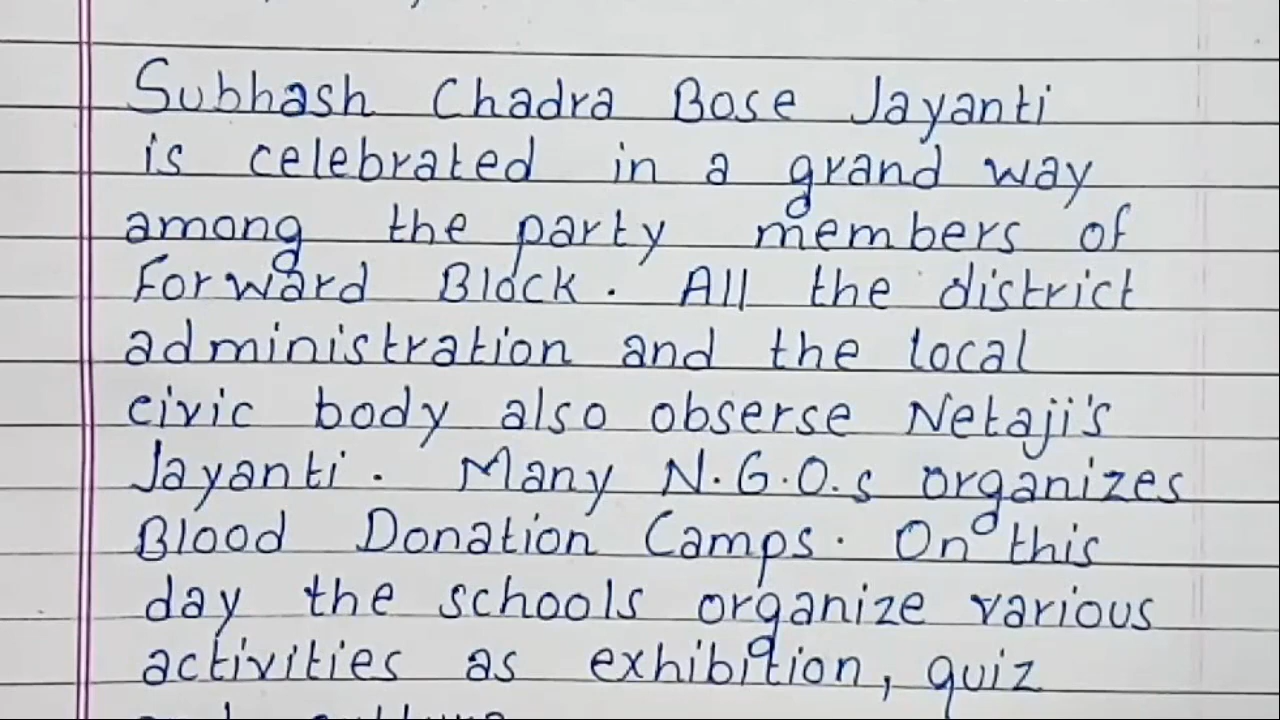 Subhash Chadra Bose Jayanti
is celebrated in a grand way
among the party members of
Forward Block. All the district
administration and the local
civic body also obserse Netaji's
Jayanti. Many N.G.O.s organizes
Blood Donation Camps. On this
day the schools organize various
activities as exhibition, quiz